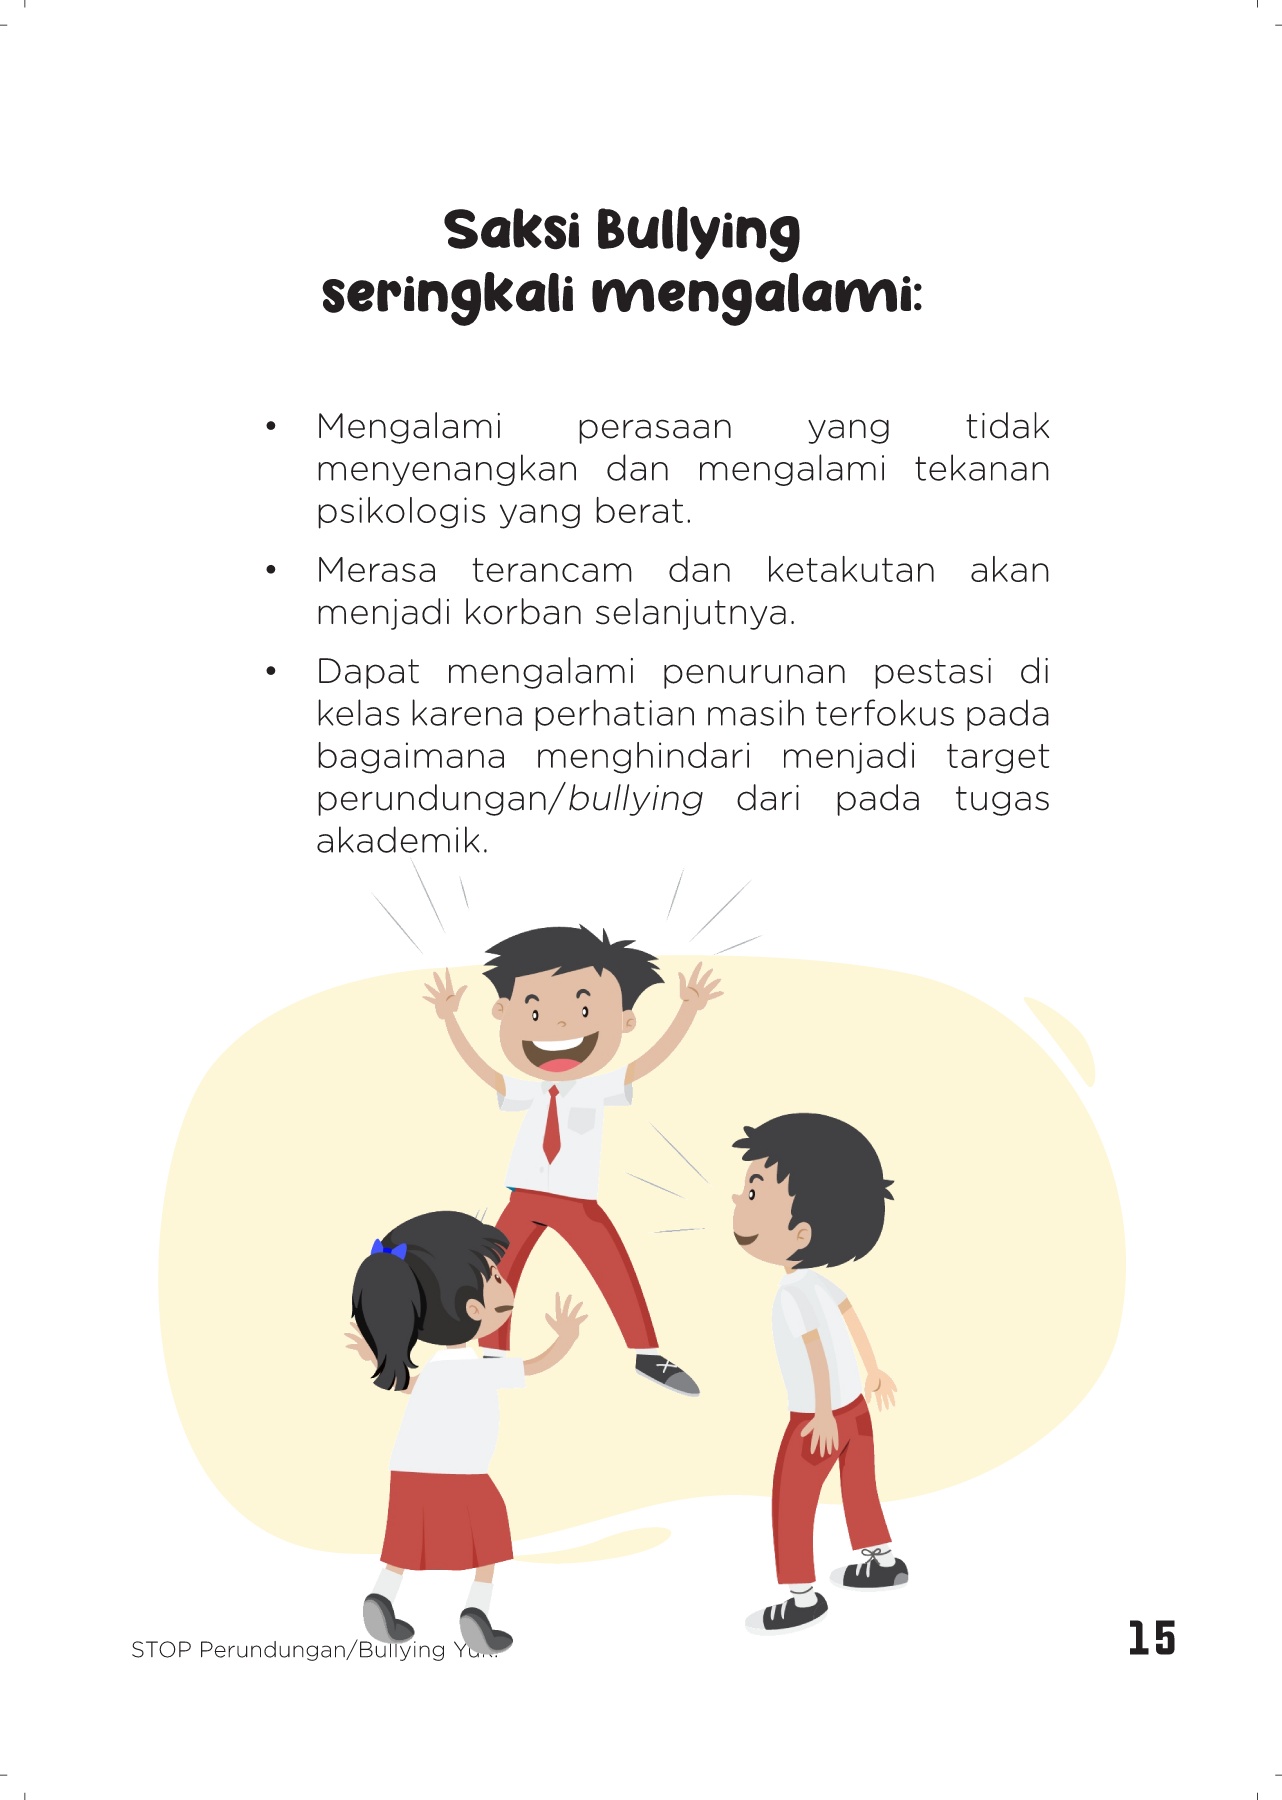 Saksi Bullying
seringkali mengalami:
• Mengalami perasaan yang tidak
menyenangkan dan mengalami tekanan
psikologis yang berat.
• Merasa terancam dan ketakutan akan
menjadi korban selanjutnya.
• Dapat mengalami penurunan pestasi di
kelas karena perhatian masih terfokus pada
bagaimana menghindari menjadi target
perundungan/bullying dari pada tugas
akademik.
STOP Perundungan/Bullying
15